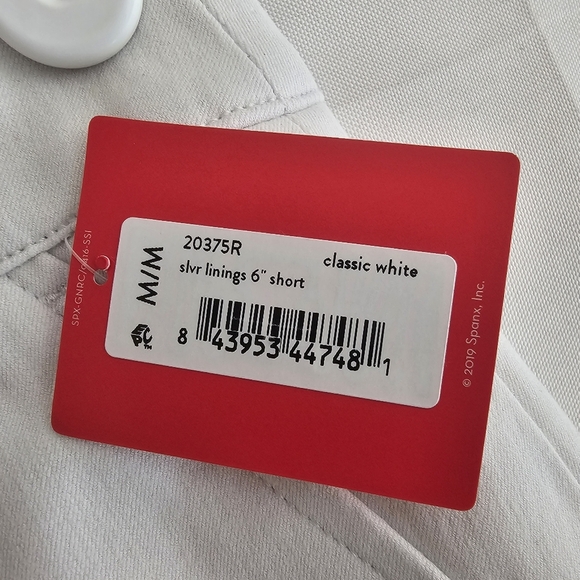 20375R
classic white
slvr linings 6" short
M/M
8 43953 44748 1
© 2019 Spanx, Inc.